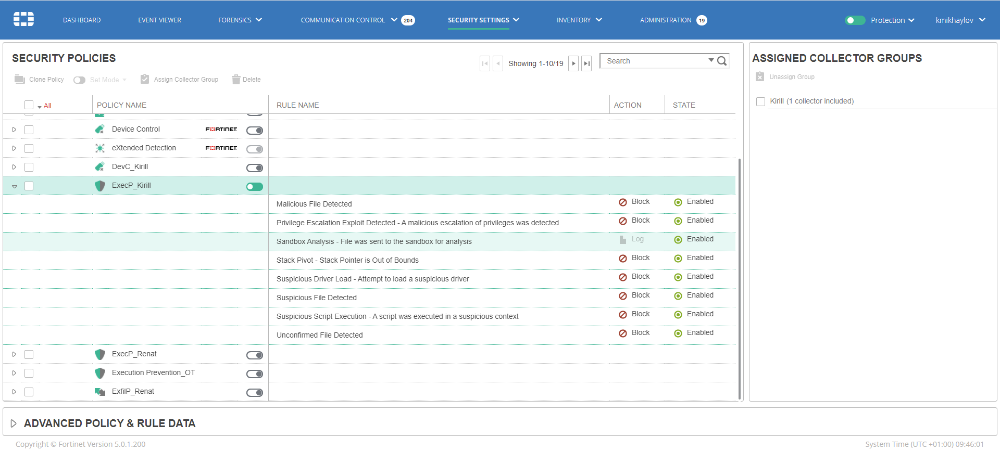 DASHBOARD EVENT VIEWER FORENSICS COMMUNICATION CONTROL 204 SECURITY SETTINGS INVENTORY ADMINISTRATION 19 Protection kmikhaylov
SECURITY POLICIES
Showing 1-10/19 Search
Clone Policy Set Mode Assign Collector Group Delete
All POLICY NAME RULE NAME ACTION STATE
Device Control FORTINET
eXtended Detection FORTINET
DevC_Kirill
ExecP_Kirill
Malicious File Detected Block Enabled
Privilege Escalation Exploit Detected - A malicious escalation of privileges was detected Block Enabled
Sandbox Analysis - File was sent to the sandbox for analysis Log Enabled
Stack Pivot - Stack Pointer is Out of Bounds Block Enabled
Suspicious Driver Load - Attempt to load a suspicious driver Block Enabled
Suspicious File Detected Block Enabled
Suspicious Script Execution - A script was executed in a suspicious context Block Enabled
Unconfirmed File Detected Block Enabled
ExecP_Renat
Execution Prevention_OT
ExfilP_Renat
ASSIGNED COLLECTOR GROUPS
Unassign Group
Kirill (1 collector included)
ADVANCED POLICY & RULE DATA
Copyright © Fortinet Version 5.0.1.200 System Time (UTC +01:00) 09:46:01